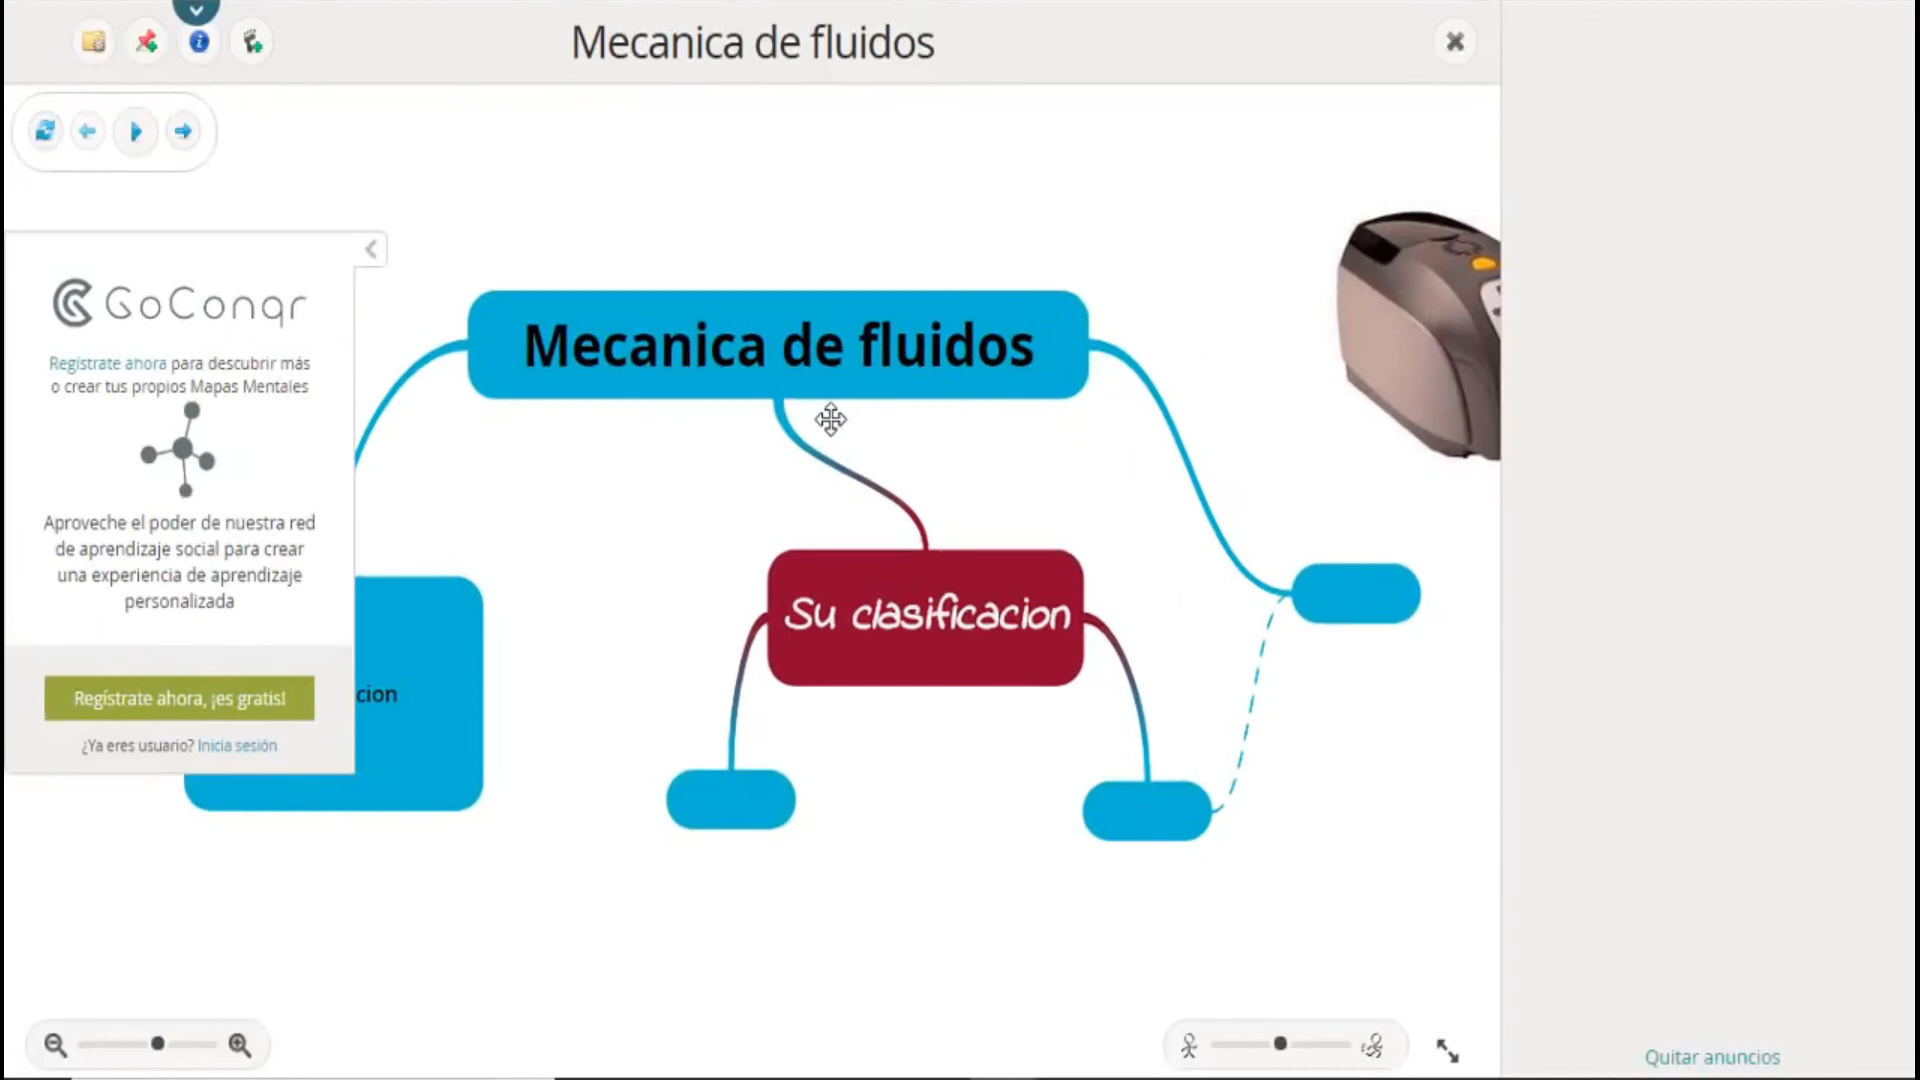 Mecanica de fluidos
GoConqr
Regístrate ahora para descubrir más
o crear tus propios Mapas Mentales
Aproveche el poder de nuestra red
de aprendizaje social para crear
una experiencia de aprendizaje
personalizada
Regístrate ahora, ¡es gratis!
¿Ya eres usuario? Inicia sesión
Mecanica de fluidos
Su clasificacion
cion
Quitar anuncios